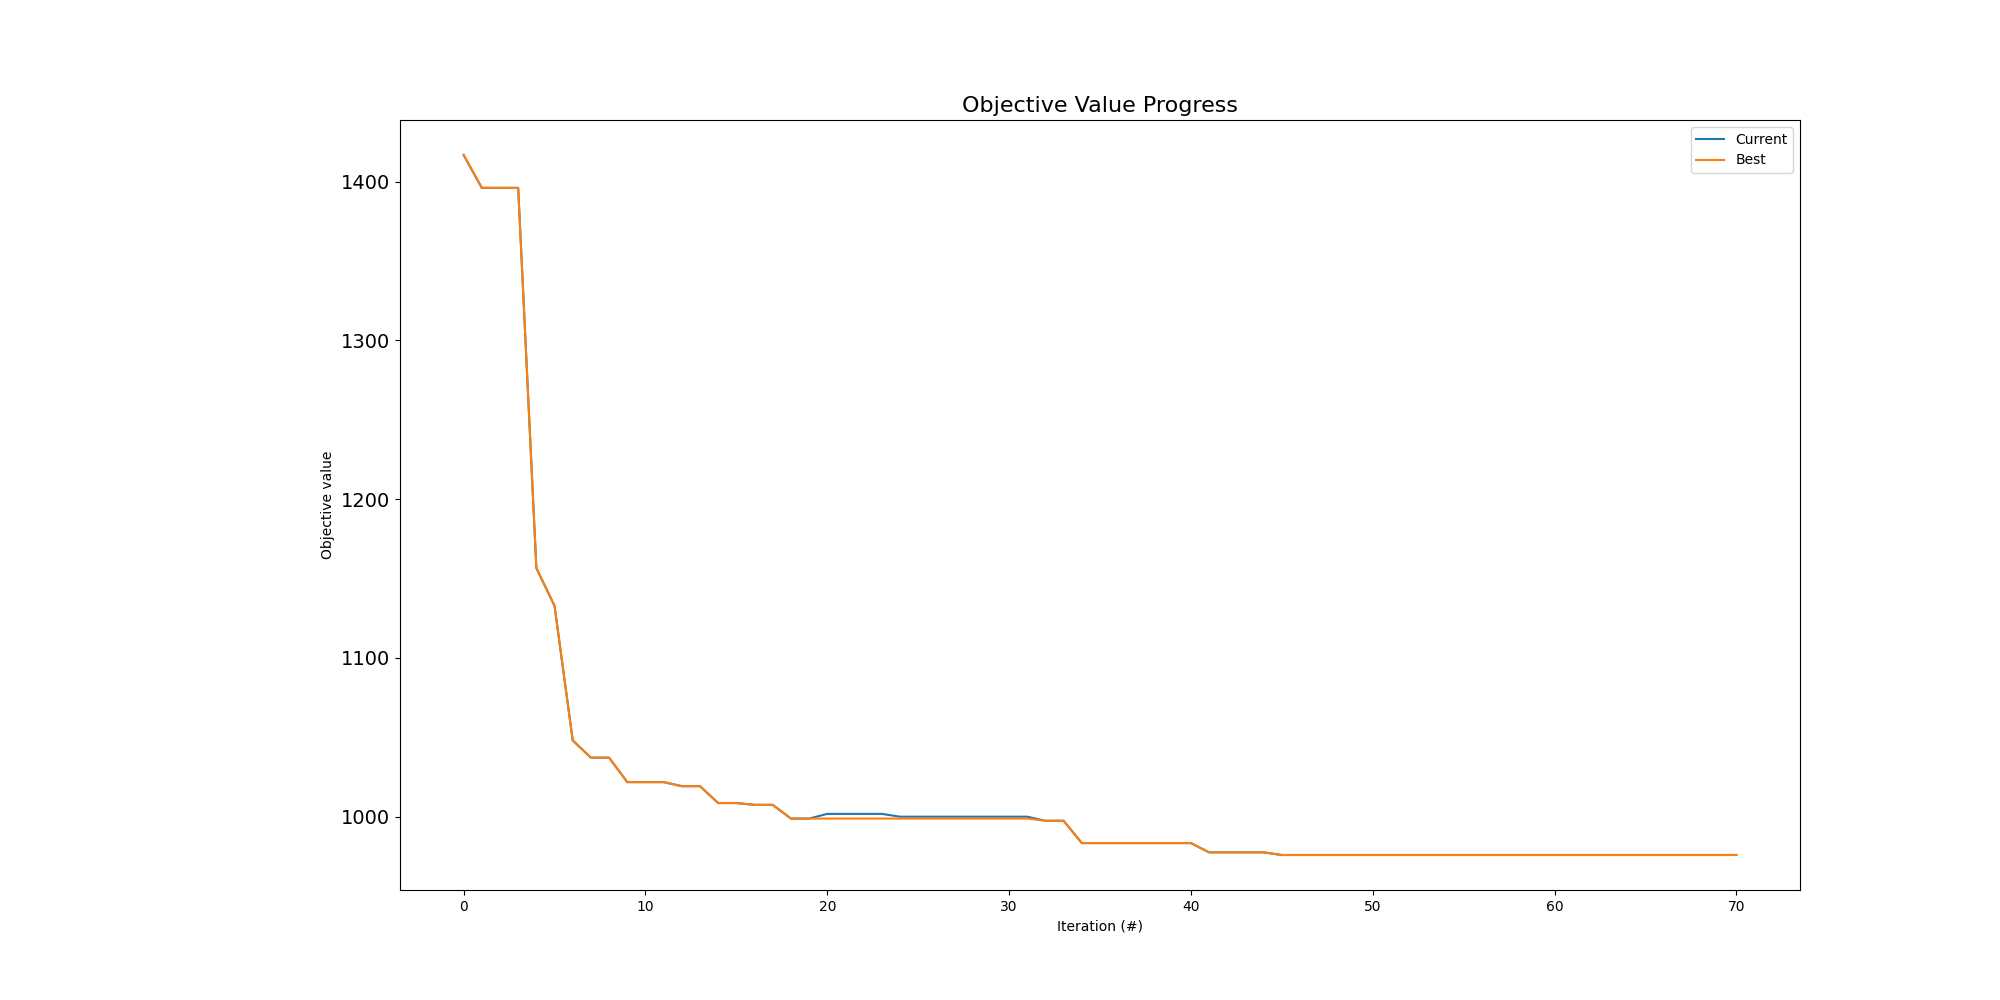 Objective Value Progress
Current
Best
1400
1300
1200
1100
1000
Objective value
0 10 20 30 40 50 60 70
Iteration (#)